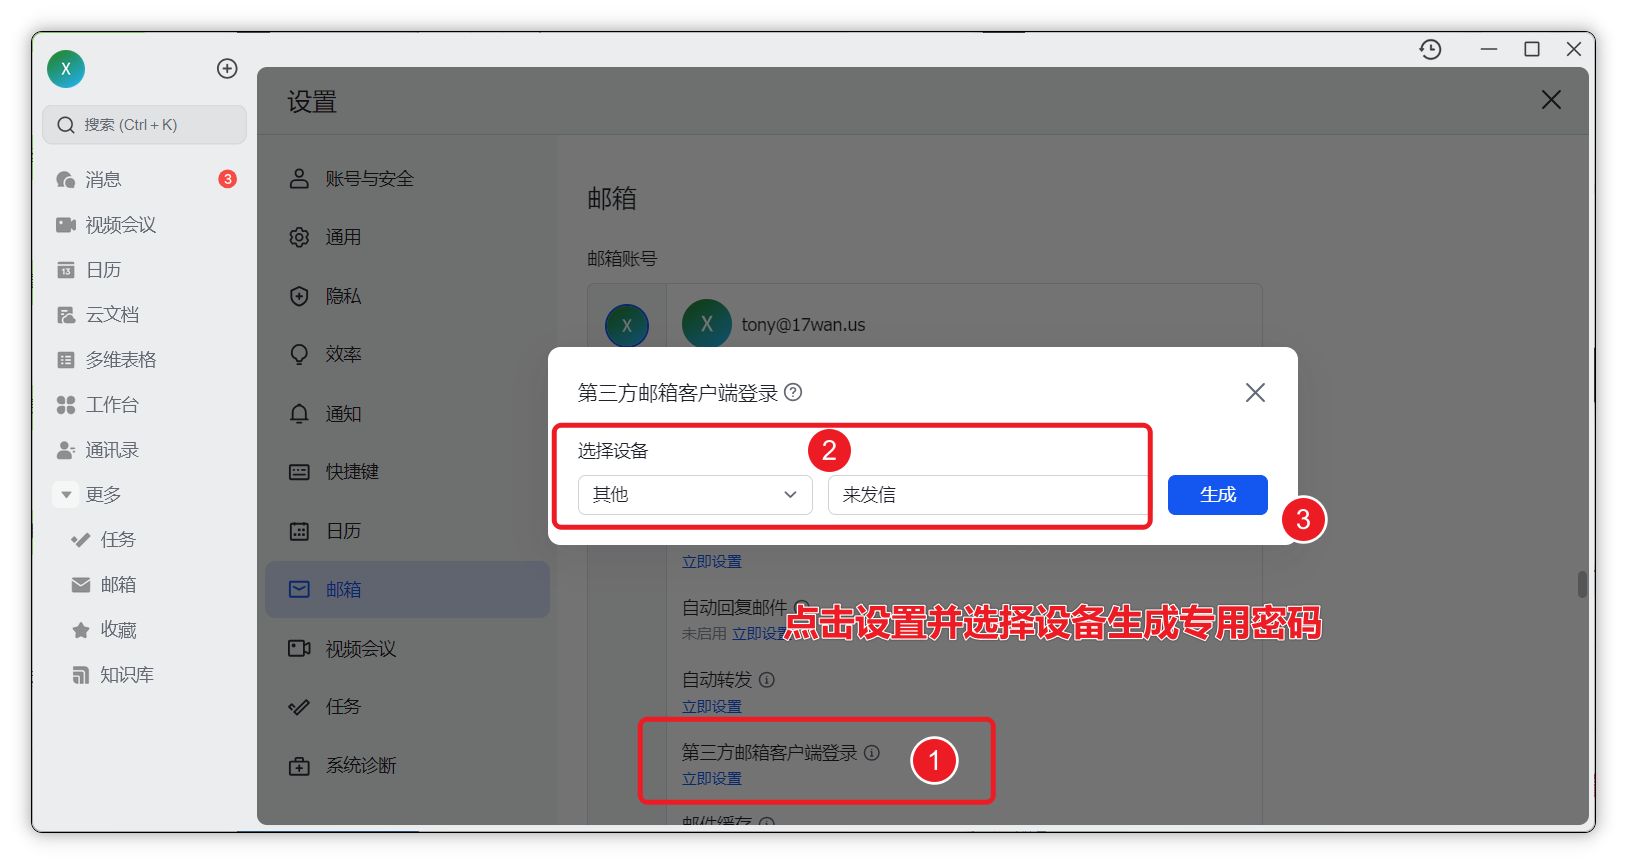 X
搜索 (Ctrl + K)
消息
3
视频会议
13
日历
云文档
多维表格
工作台
通讯录
更多
任务
邮箱
收藏
知识库
设置
账号与安全
通用
隐私
效率
通知
快捷键
日历
邮箱
视频会议
任务
系统诊断
邮箱
邮箱账号
X
X
tony@17wan.us
第三方邮箱客户端登录
选择设备
2
其他
来发信
生成
3
立即设置
自动回复邮件
未启用 立即设置
点击设置并选择设备生成专用密码
自动转发
立即设置
第三方邮箱客户端登录
1
立即设置
邮件缓存